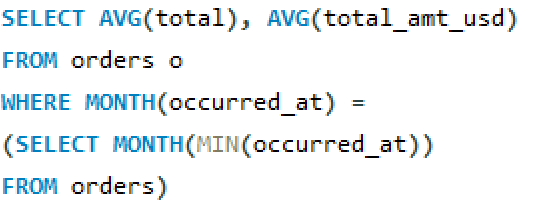 SELECT AVG(total), AVG(total_amt_usd)
FROM orders o
WHERE MONTH(occurred_at) =
(SELECT MONTH(MIN(occurred_at))
FROM orders)